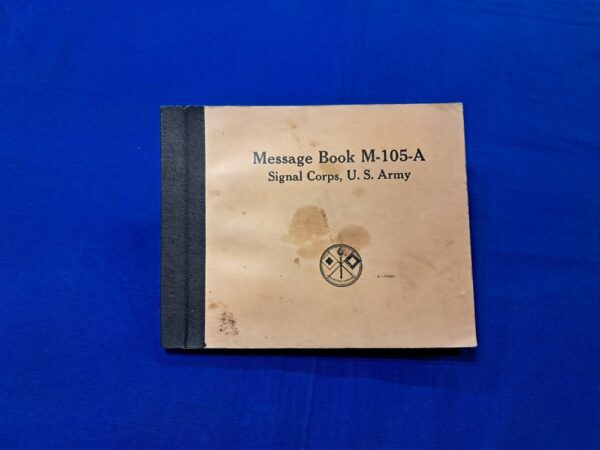 Message Book M-105-A
Signal Corps, U. S. Army